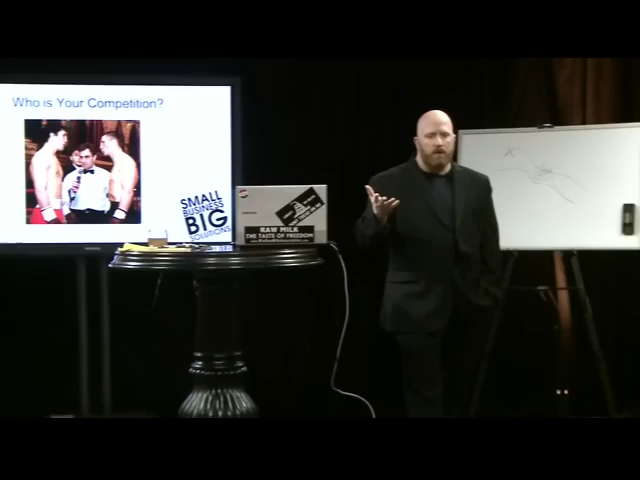 Who is Your Competition?
SMALL
BUSINESS
BIG
SOLUTIONS
RAW MILK
THE TASTE OF FREEDOM